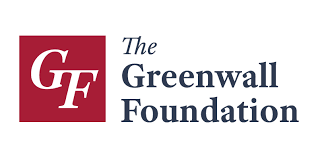 GF
The
Greenwall
Foundation